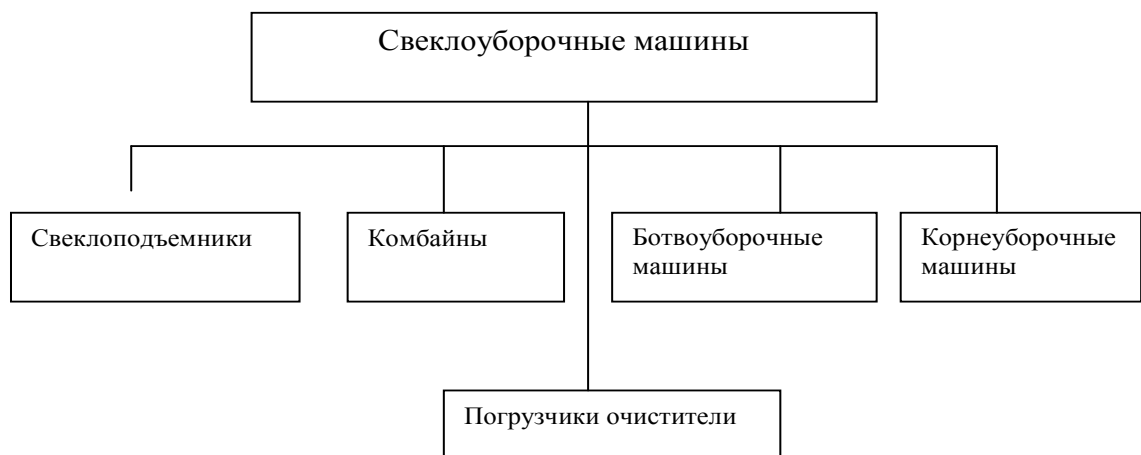 Свеклоуборочные машины
Свеклоподъемники
Комбайны
Ботвоуборочные
машины
Корнеуборочные
машины
Погрузчики очистители